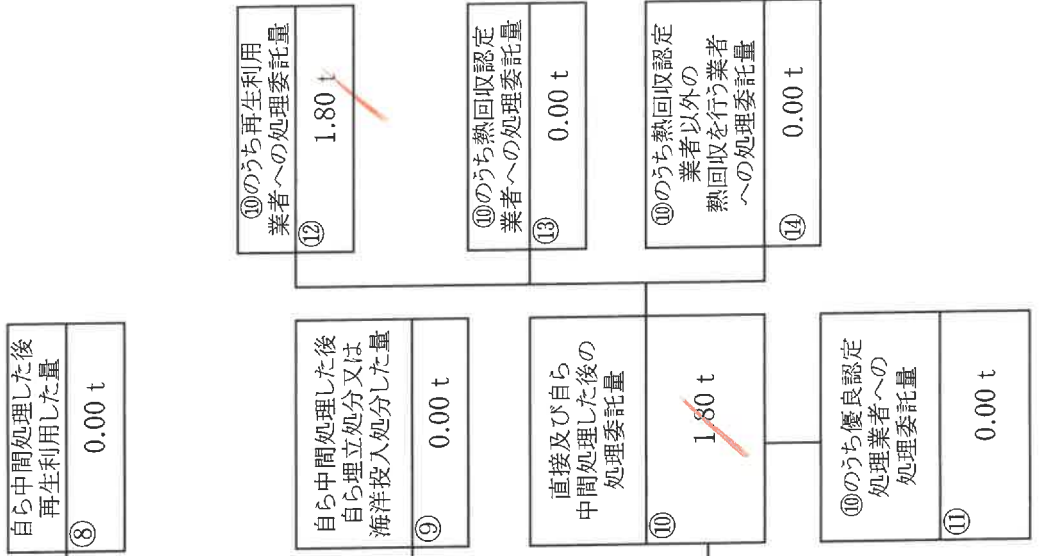 自ら中間処理した後
再生利用した量
⑧
0.00 t
自ら中間処理した後
自ら埋立処分又は
海洋投入処分した量
⑨
0.00 t
直接及び自ら
中間処理した後の
処理委託量
⑩
1.80 t
⑩のうち優良認定
処理業者への
処理委託量
⑪
0.00 t
⑩のうち再生利用
業者への処理委託量
⑫
1.80 t
⑩のうち熱回収認定
業者への処理委託量
⑬
0.00 t
⑩のうち熱回収認定
業者以外の
熱回収を行う業者
への処理委託量
⑭
0.00 t